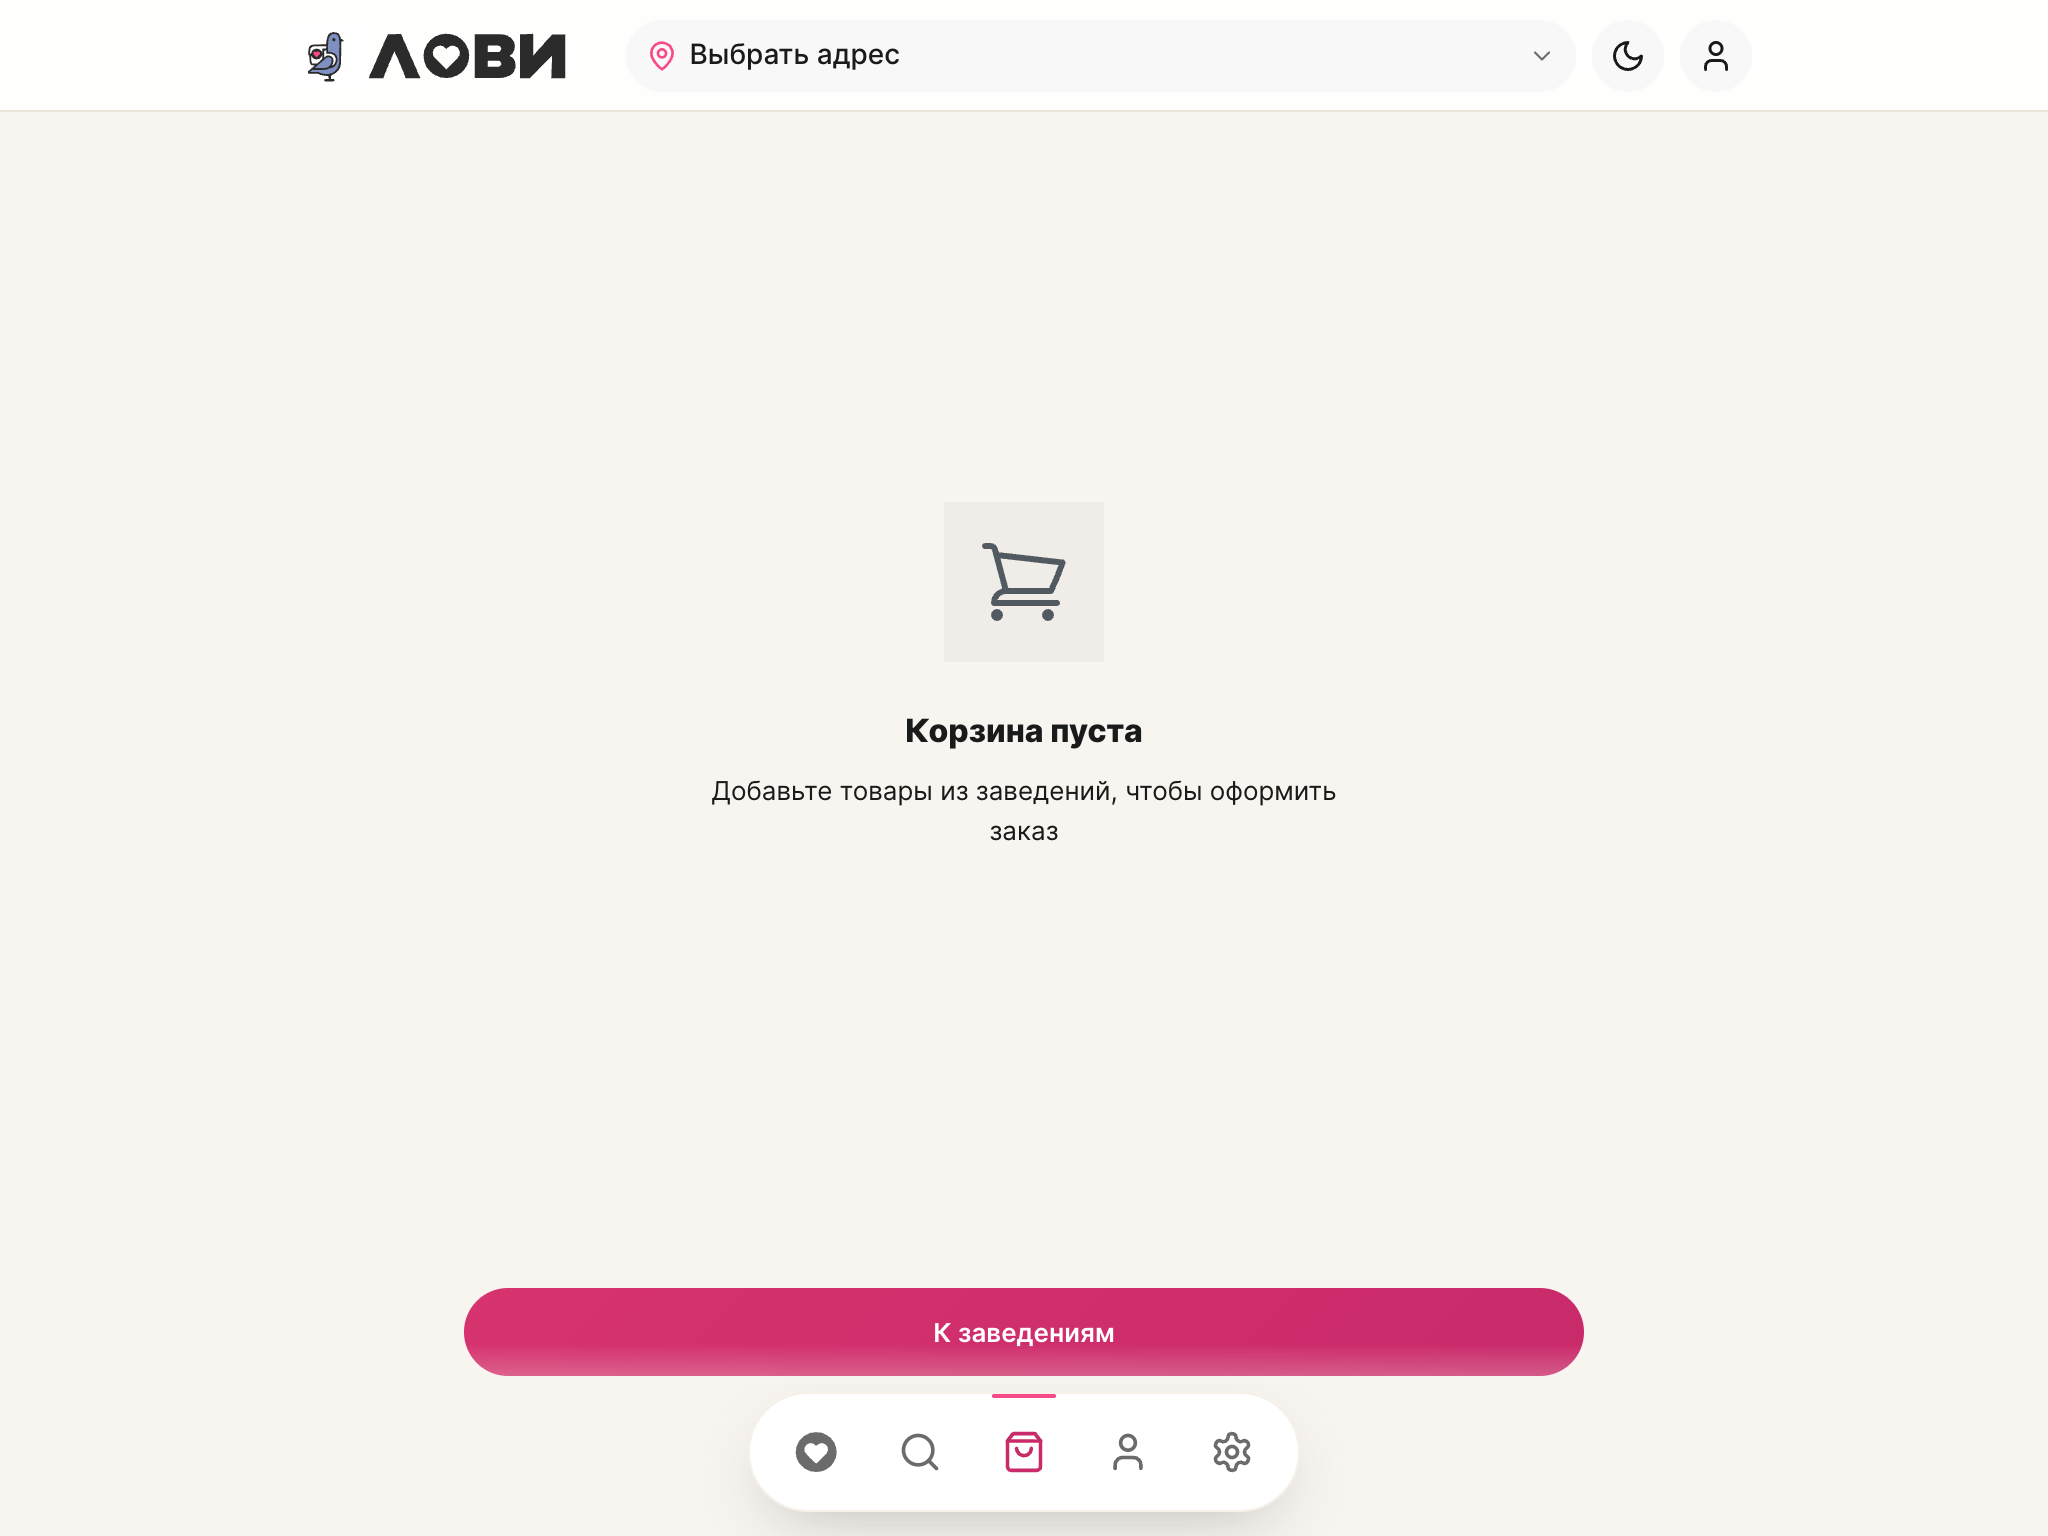 ЛОВИ
Выбрать адрес
Корзина пуста
Добавьте товары из заведений, чтобы оформить
заказ
К заведениям